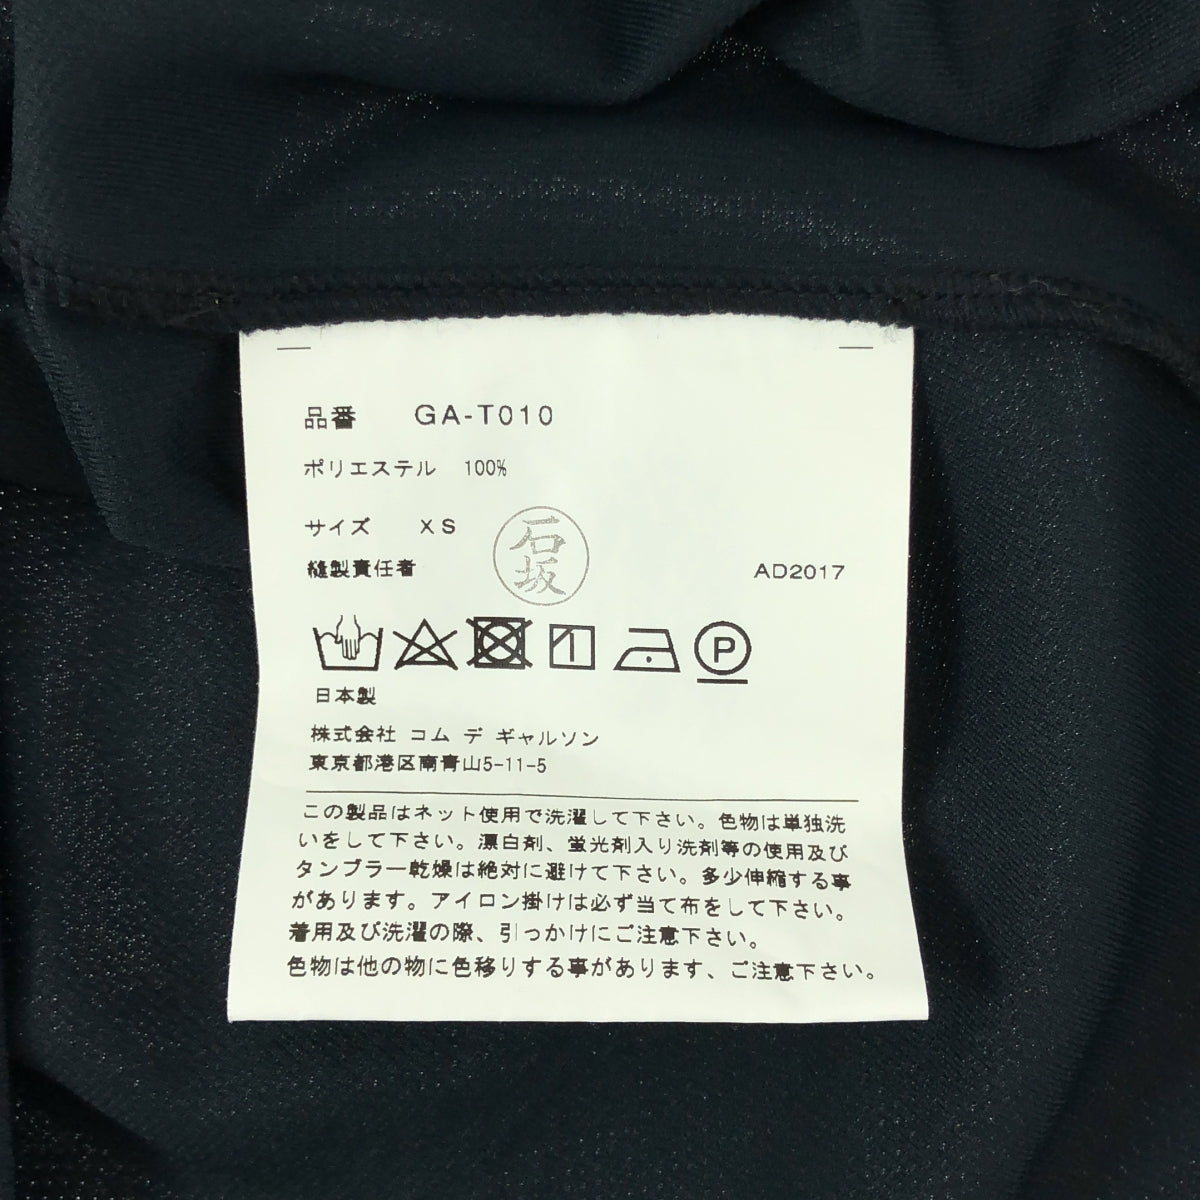 品番 GA-T010
ポリエステル 100%
サイズ XS
石坂
縫製責任者 AD2017
P
日本製
株式会社 コム デ ギャルソン
東京都港区南青山5-11-5
この製品はネット使用で洗濯して下さい。色物は単独洗
いをして下さい。漂白剤、蛍光剤入り洗剤等の使用及び
タンブラー乾燥は絶対に避けて下さい。多少伸縮する事
があります。アイロン掛けは必ず当て布をして下さい。
着用及び洗濯の際、引っかけにご注意下さい。
色物は他の物に色移りする事があります、ご注意下さい。